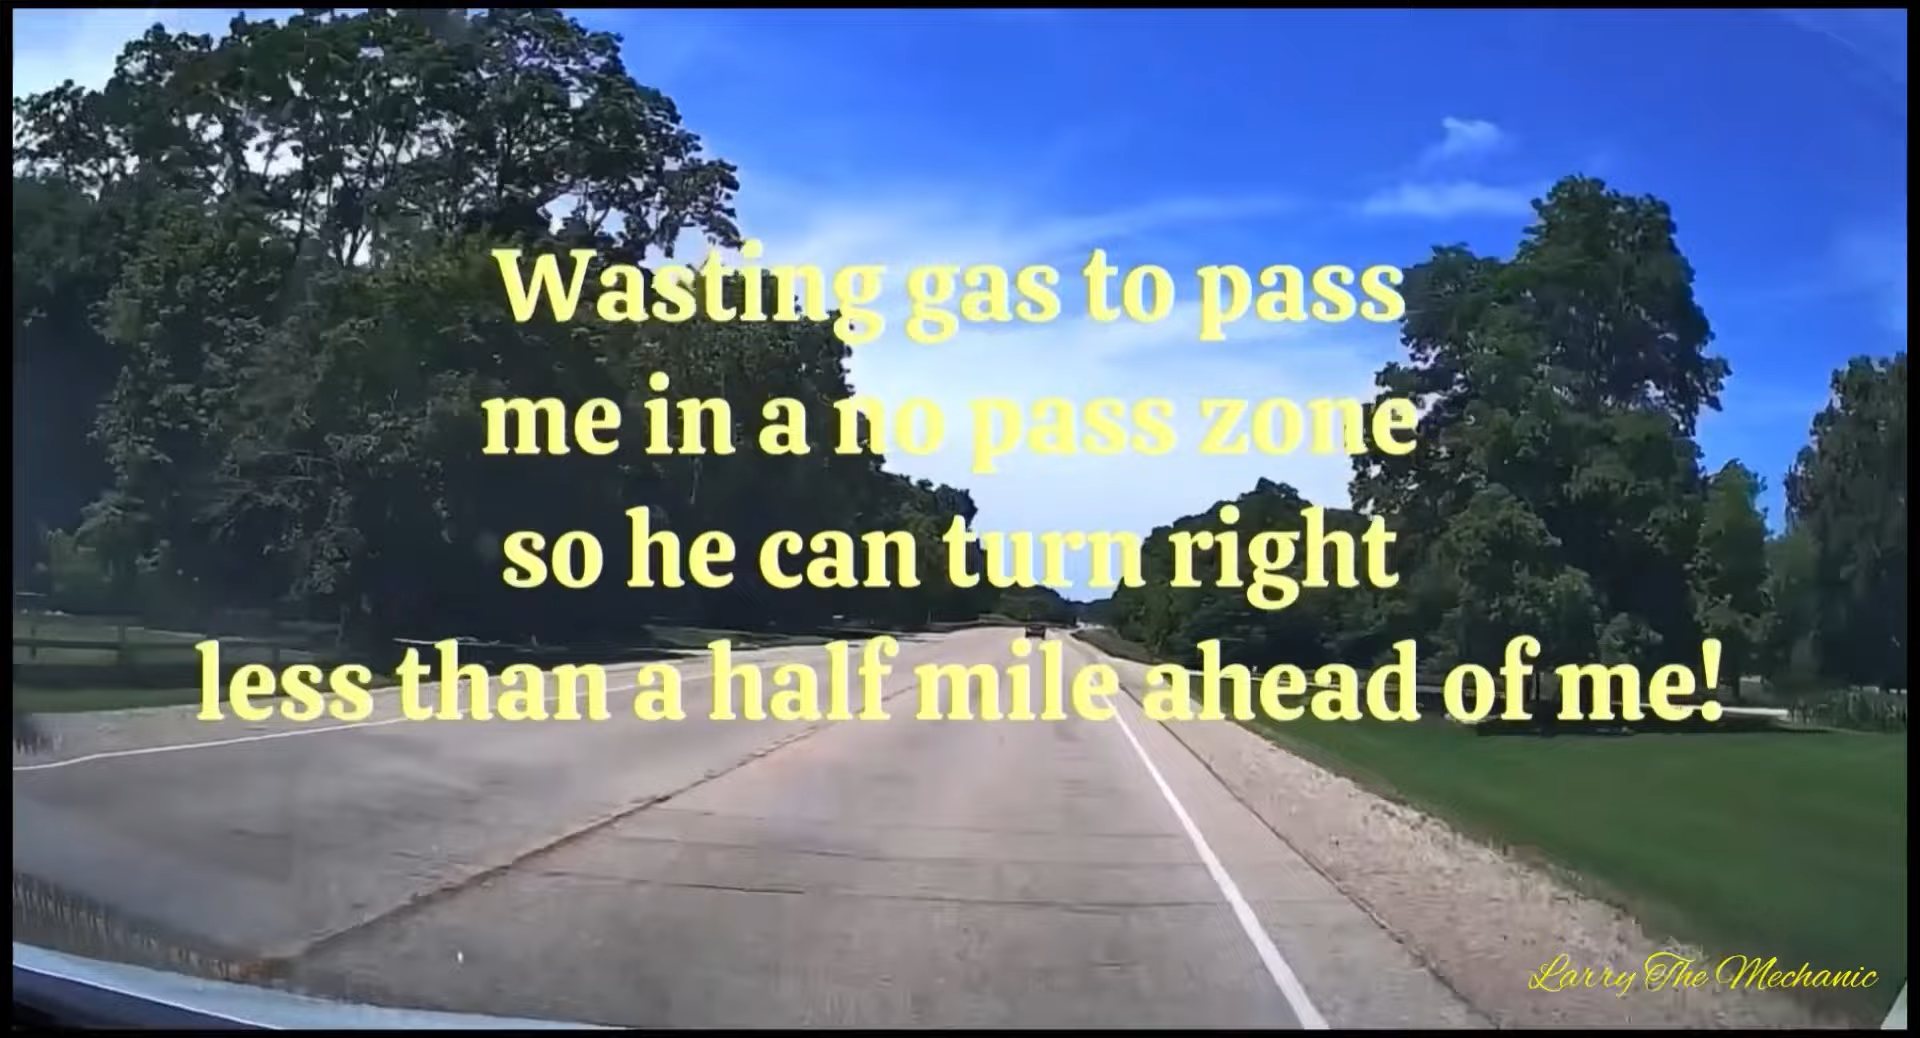 Wasting gas to pass
me in a no pass zone
so he can turn right
less than a half mile ahead of me!
Larry The Mechanic